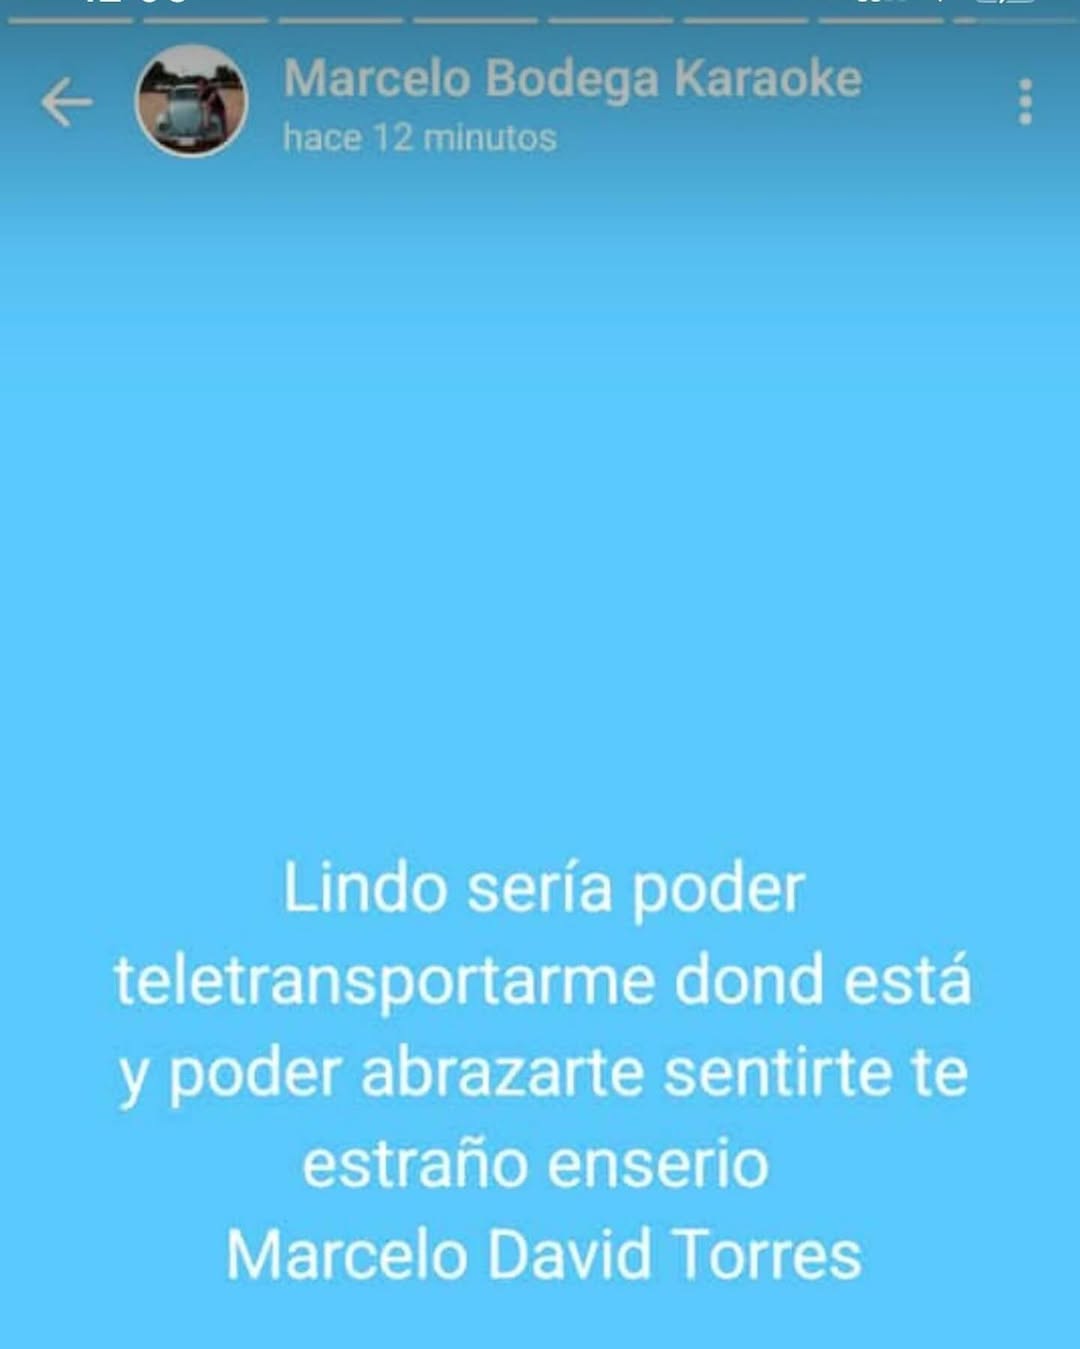 Marcelo Bodega Karaoke
hace 12 minutos
Lindo sería poder
teletransportarme dond está
y poder abrazarte sentirte te
estraño enserio
Marcelo David Torres